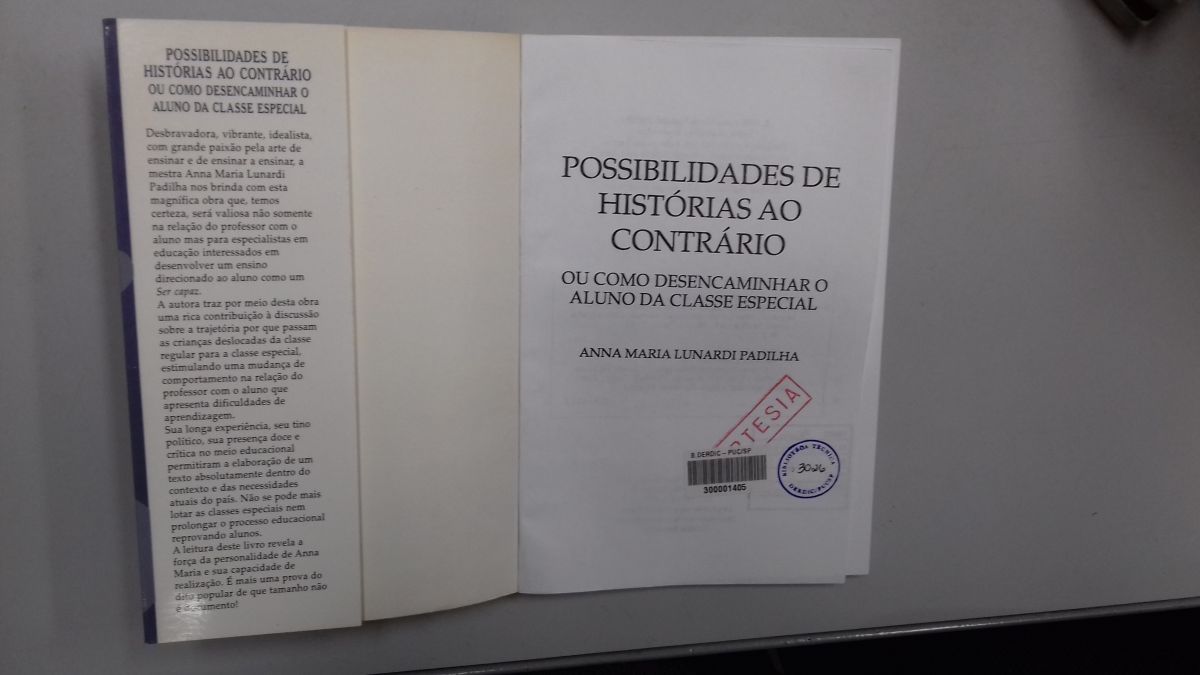 POSSIBILIDADES DE
HISTÓRIAS AO CONTRÁRIO
OU COMO DESENCAMINHAR O
ALUNO DA CLASSE ESPECIAL
Desbravadora, vibrante, idealista,
com grande paixão pela arte de
ensinar e de ensinar a ensinar, a
mestra Anna Maria Lunardi
Padilha nos brinda com esta
magnífica obra que, temos
certeza, será valiosa não somente
na relação do professor com o
aluno mas para especialistas em
educação interessados em
desenvolver um ensino
direcionado ao aluno como um
Ser capaz.
A autora traz por meio desta obra
uma rica contribuição à discussão
sobre a trajetória por que passam
as crianças deslocadas da classe
regular para a classe especial,
estimulando uma mudança de
comportamento na relação do
professor com o aluno que
apresenta dificuldades de
aprendizagem.
Sua longa experiência, seu tino
político, sua presença doce e
crítica no meio educacional
permitiram a elaboração de um
texto absolutamente dentro do
contexto e das necessidades
atuais do país. Não se pode mais
lotar as classes especiais nem
prolongar o processo educacional
reprovando alunos.
A leitura deste livro revela a
força da personalidade de Anna
Maria e sua capacidade de
realização. É mais uma prova do
dito popular de que tamanho não
é documento!
POSSIBILIDADES DE
HISTÓRIAS AO
CONTRÁRIO
OU COMO DESENCAMINHAR O
ALUNO DA CLASSE ESPECIAL
ANNA MARIA LUNARDI PADILHA
RTESIA
B.DERDIC - PUC/SP
300001405
BIBLIOTECA TÉCNICA
3026
DERDIC/PUCSP